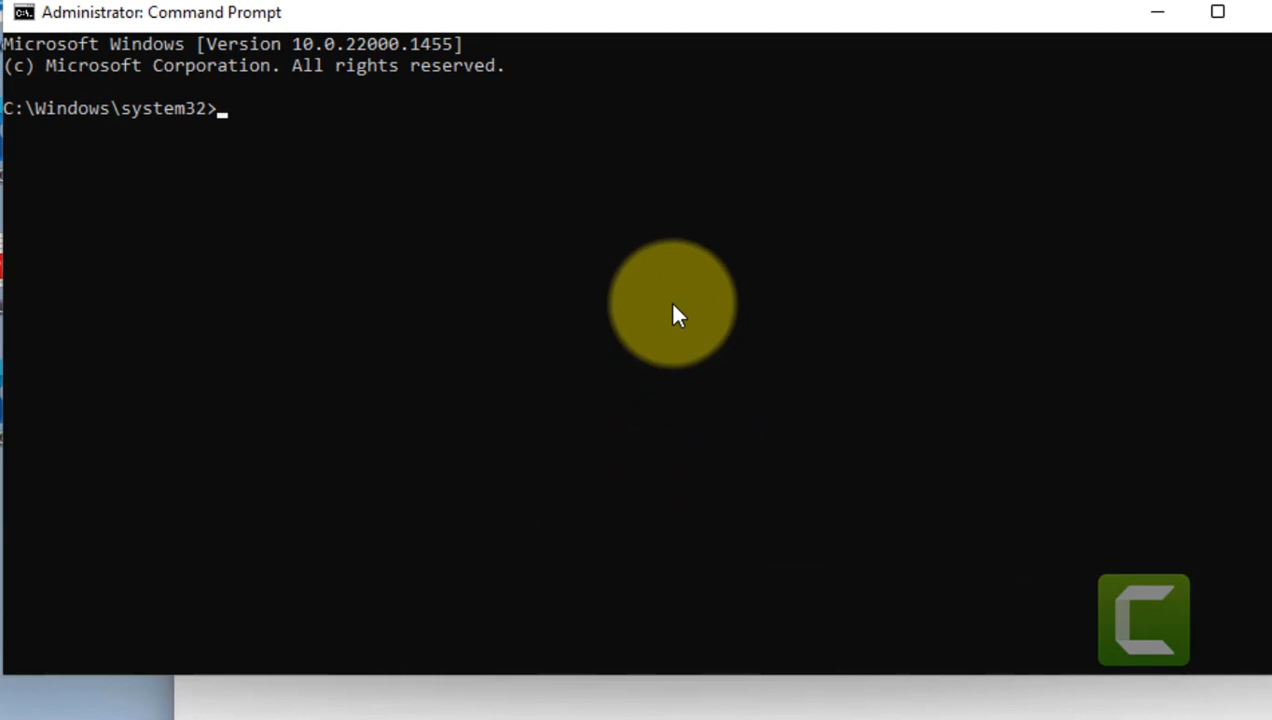 Administrator: Command Prompt
Microsoft Windows [Version 10.0.22000.1455]
(c) Microsoft Corporation. All rights reserved.
C:\Windows\system32>